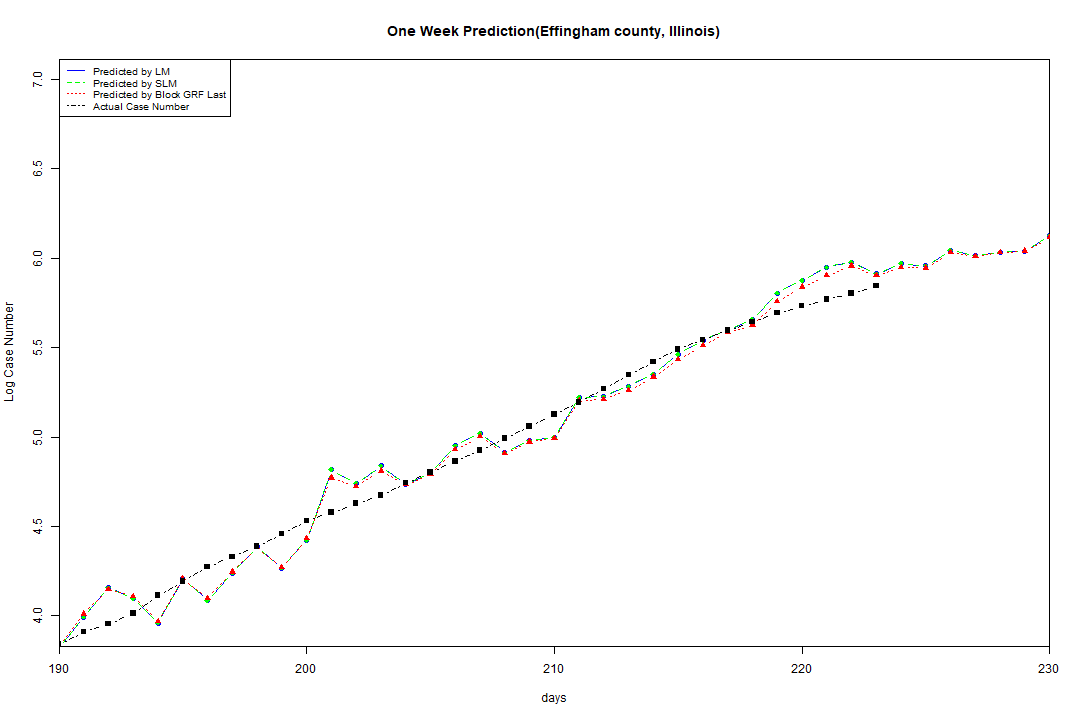 One Week Prediction(Effingham county, Illinois)
Predicted by LM
Predicted by SLM
Predicted by Block GRF Last
Actual Case Number
7.0
6.5
6.0
5.5
5.0
4.5
4.0
Log Case Number
190 200 210 220 230
days